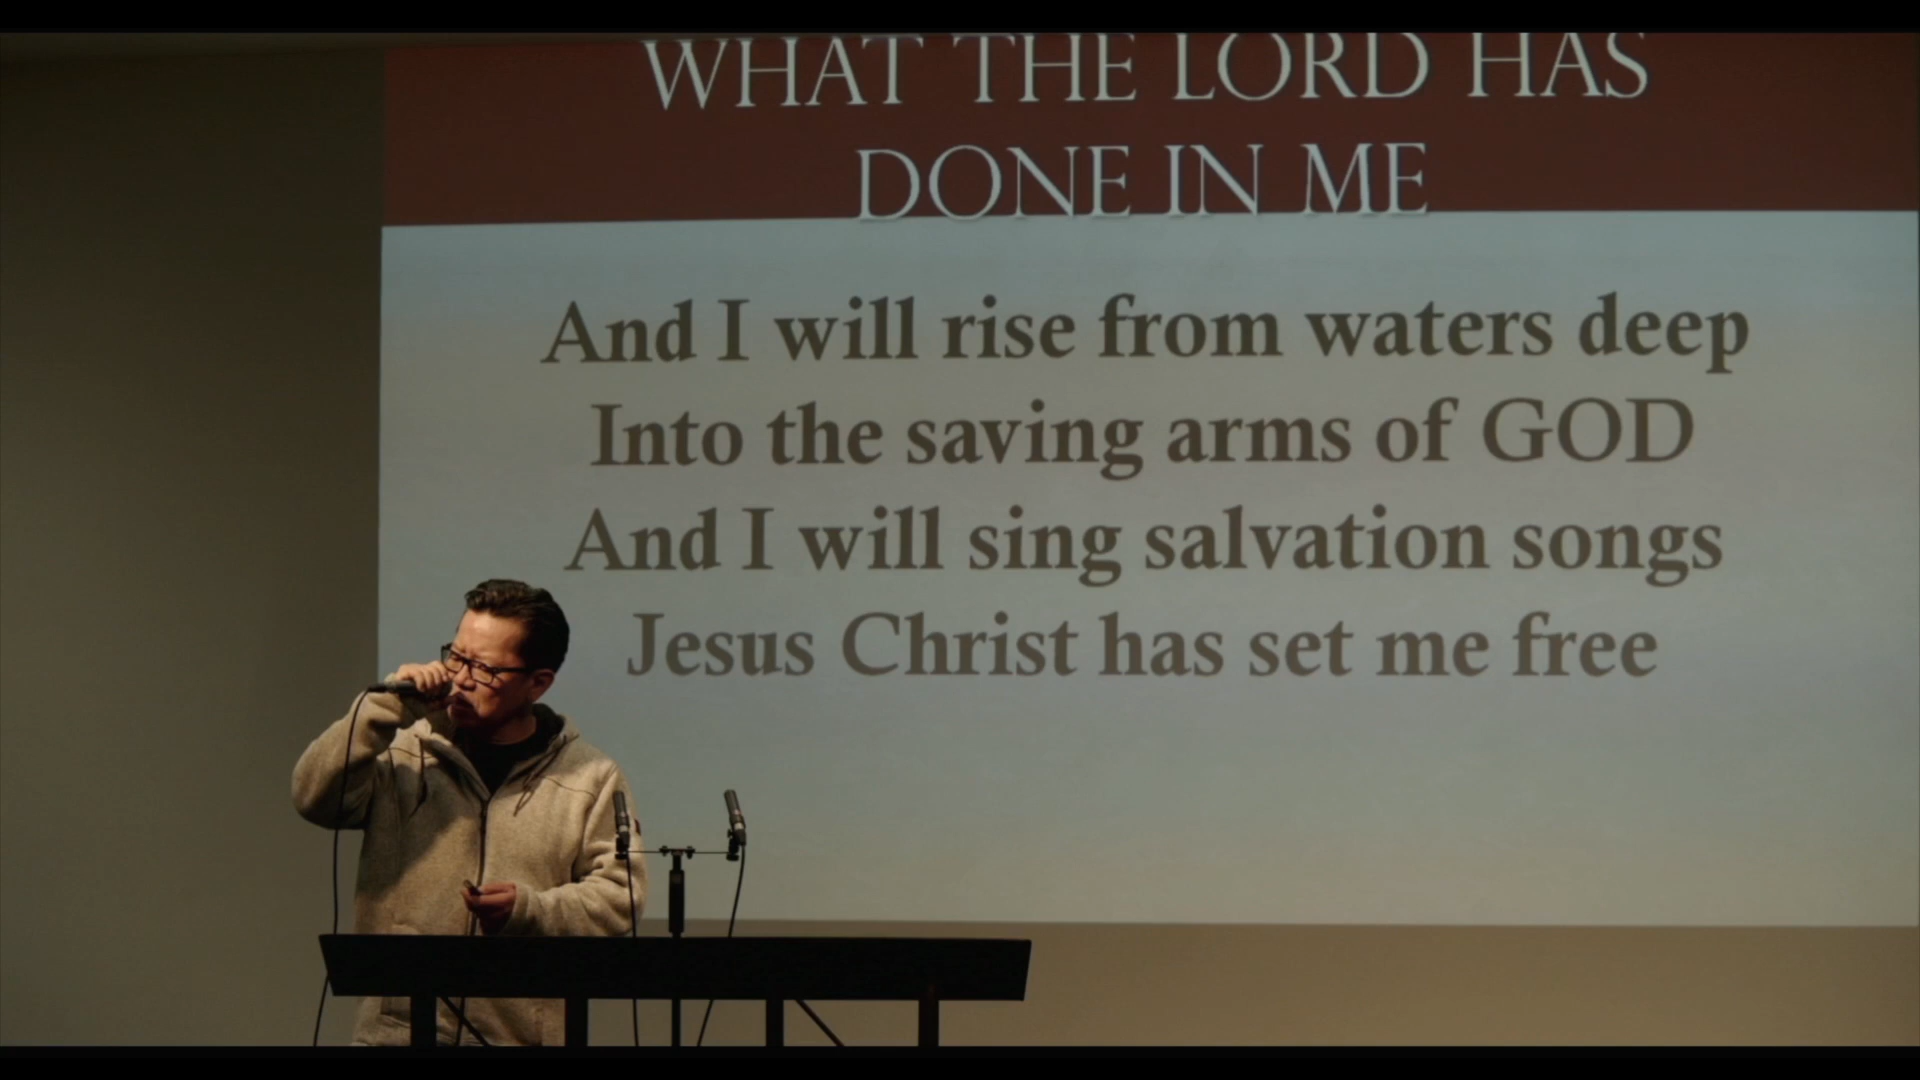 WHAT THE LORD HAS
DONE IN ME
And I will rise from waters deep
Into the saving arms of GOD
And I will sing salvation songs
Jesus Christ has set me free